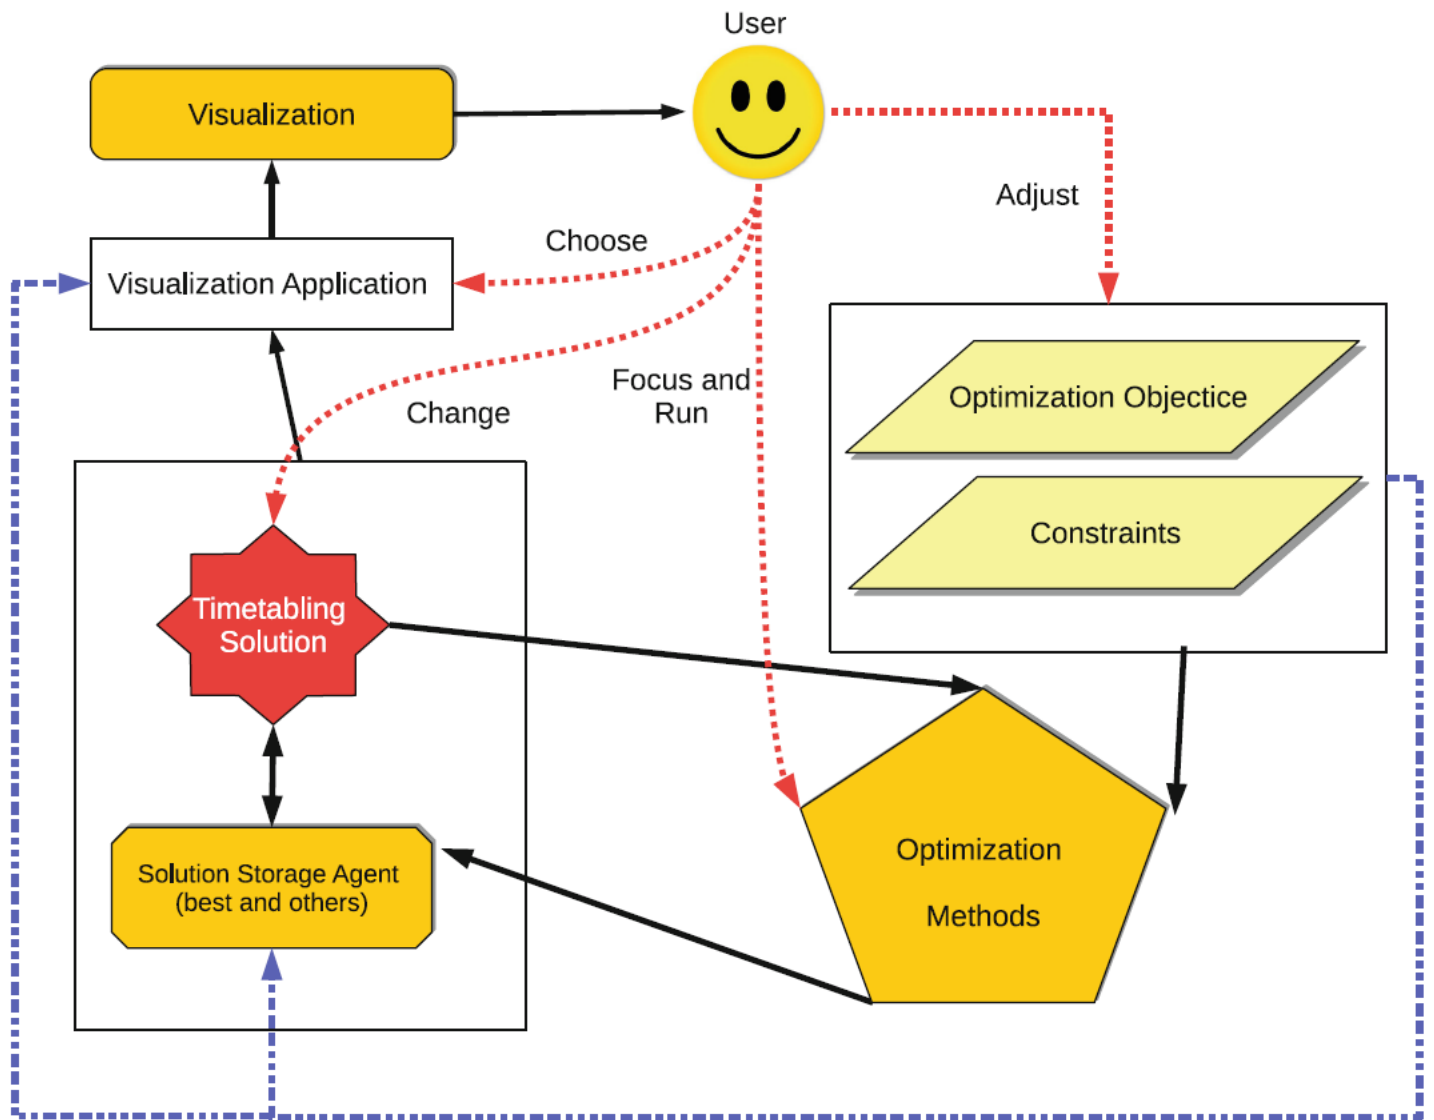 User
Visualization
Adjust
Choose
Visualization Application
Focus and
Run
Change
Optimization Objectice
Constraints
Timetabling
Solution
Optimization
Methods
Solution Storage Agent
(best and others)